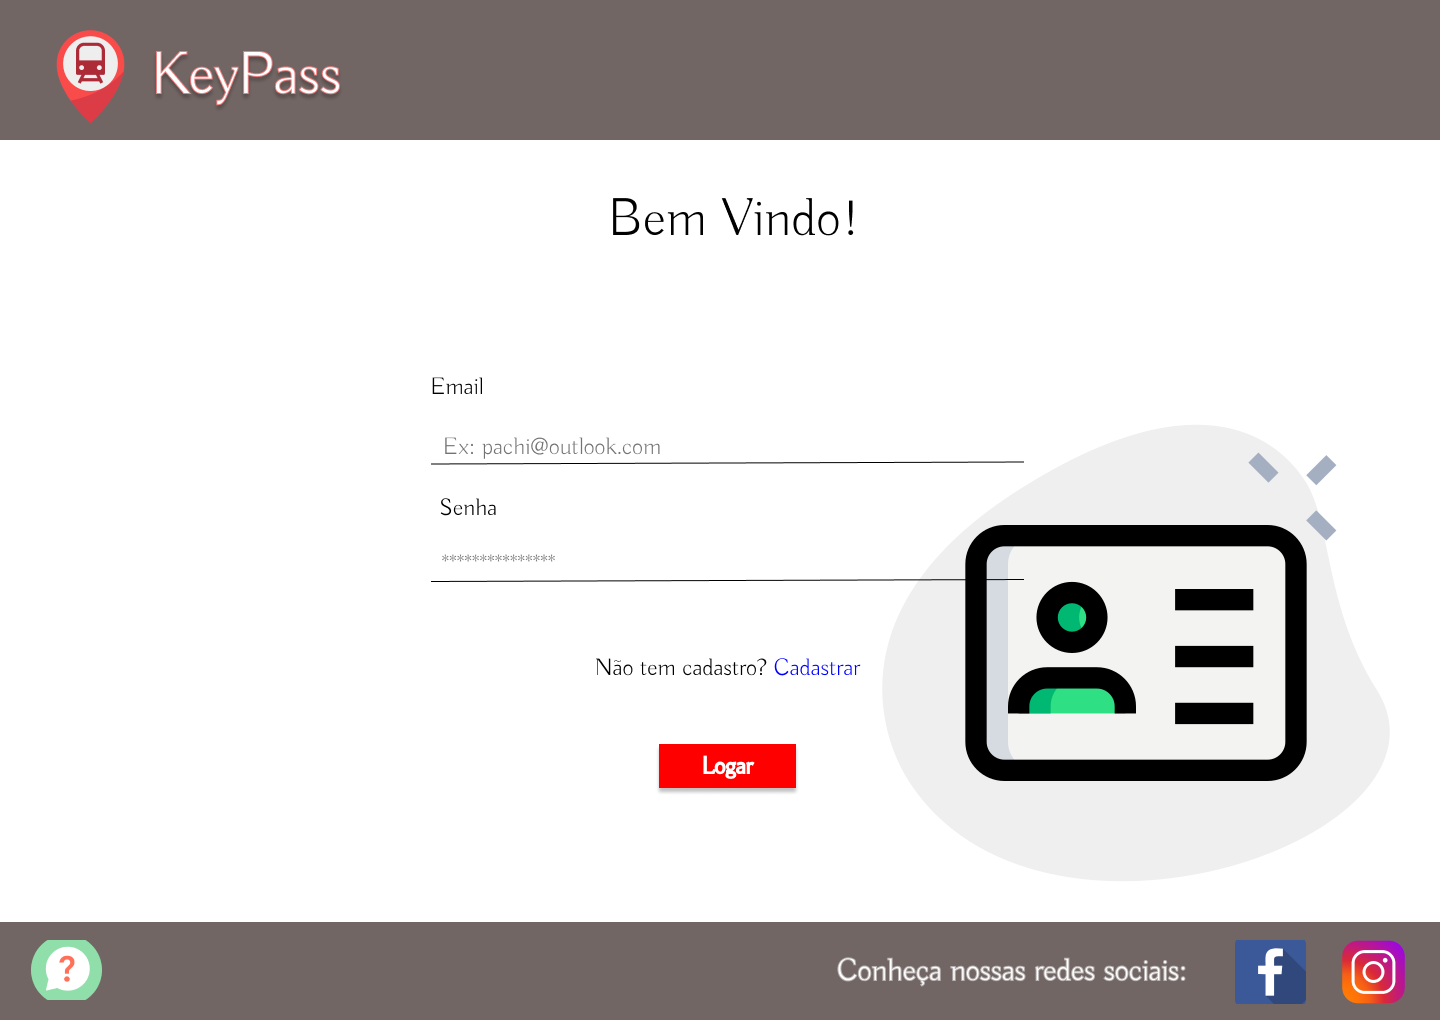 KeyPass
Bem Vindo!
Email
Ex: pachi@outlook.com
Senha
***************
Não tem cadastro? Cadastrar
Logar
?
Conheça nossas redes sociais: